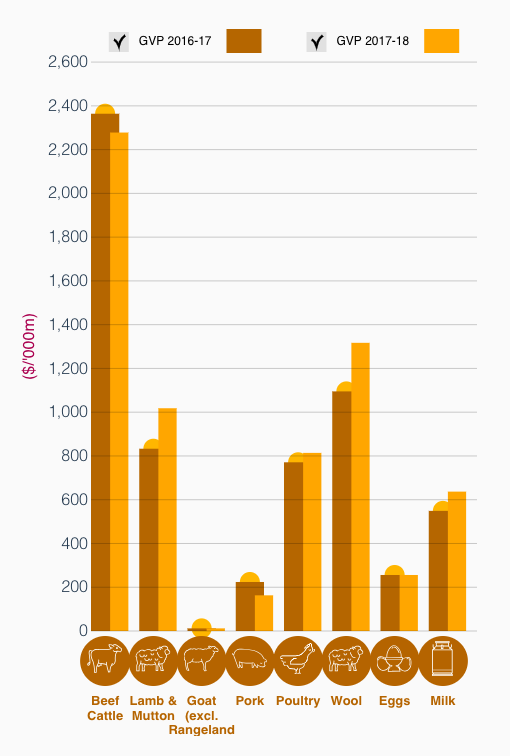 GVP 2016-17 GVP 2017-18
2,600
2,400
2,200
2,000
1,800
1,600
1,400
1,200
1,000
800
600
400
200
0
($/'000m)
Beef
Cattle
Lamb &
Mutton
Goat
(excl.
Rangeland
Pork
Poultry
Wool
Eggs
Milk